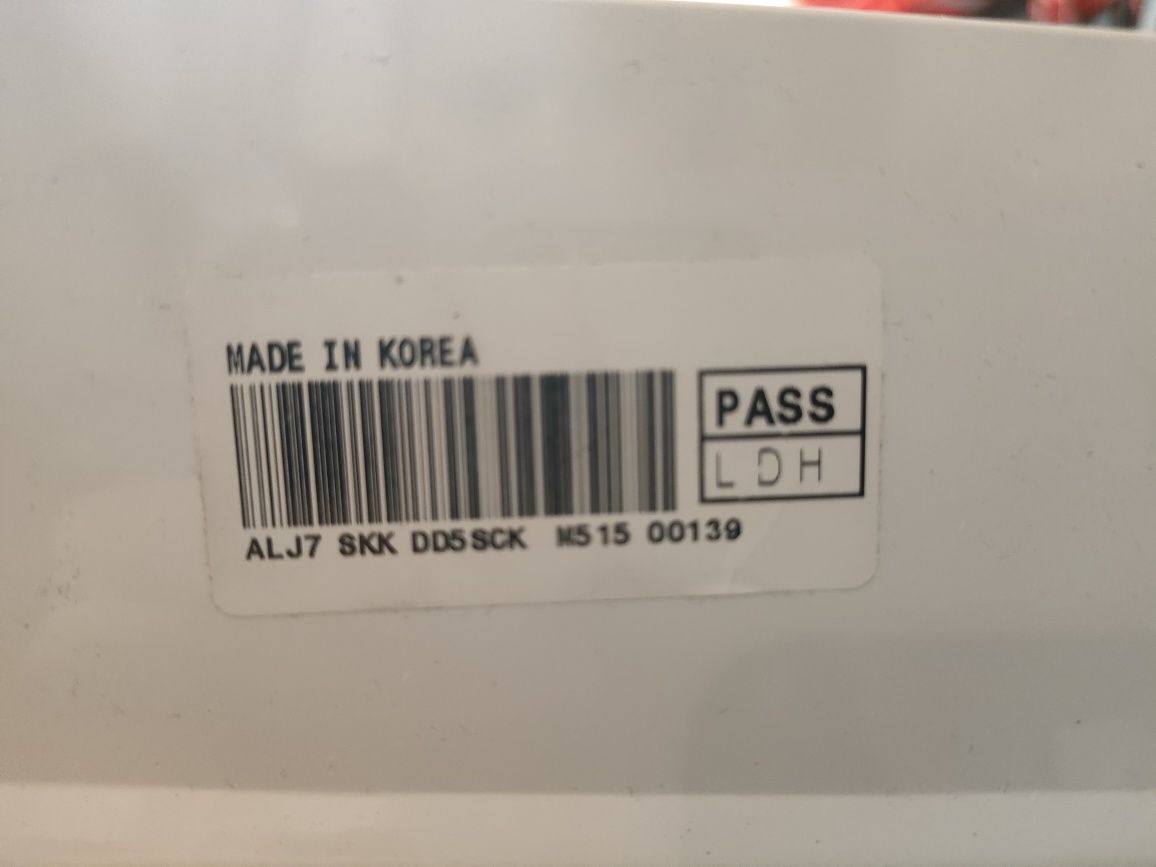 MADE IN KOREA
PASS
LDH
ALJ7 SKK DD5SCK M515 00139